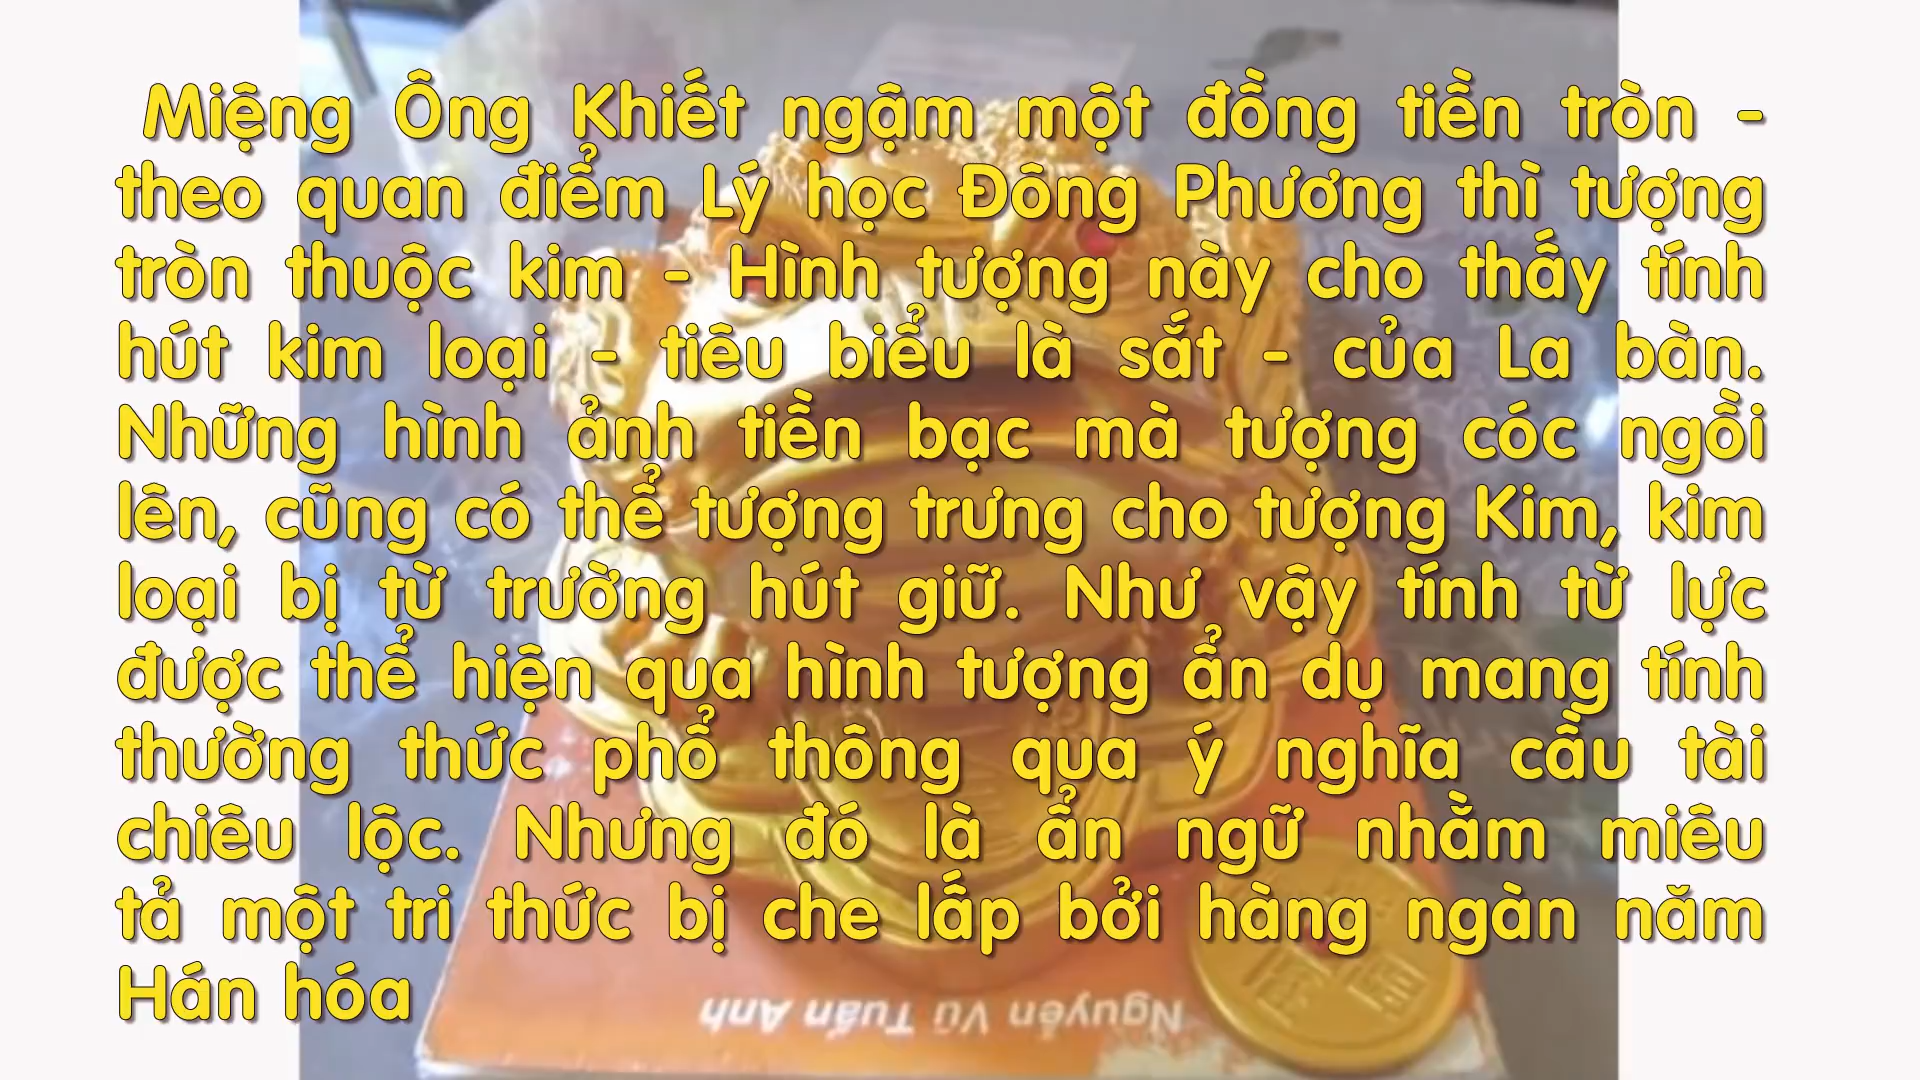 Miệng Ông Khiết ngậm một đồng tiền tròn -
theo quan điểm Lý học Đông Phương thì tượng
tròn thuộc kim - Hình tượng này cho thấy tính
hút kim loại - tiêu biểu là sắt - của La bàn.
Những hình ảnh tiền bạc mà tượng cóc ngồi
lên, cũng có thể tượng trưng cho tượng Kim, kim
loại bị từ trường hút giữ. Như vậy tính từ lực
được thể hiện qua hình tượng ẩn dụ mang tính
thường thức phổ thông qua ý nghĩa cầu tài
chiêu lộc. Nhưng đó là ẩn ngữ nhằm miêu
tả một tri thức bị che lấp bởi hàng ngàn năm
Hán hóa
Nguyễn Vũ Tuấn Anh